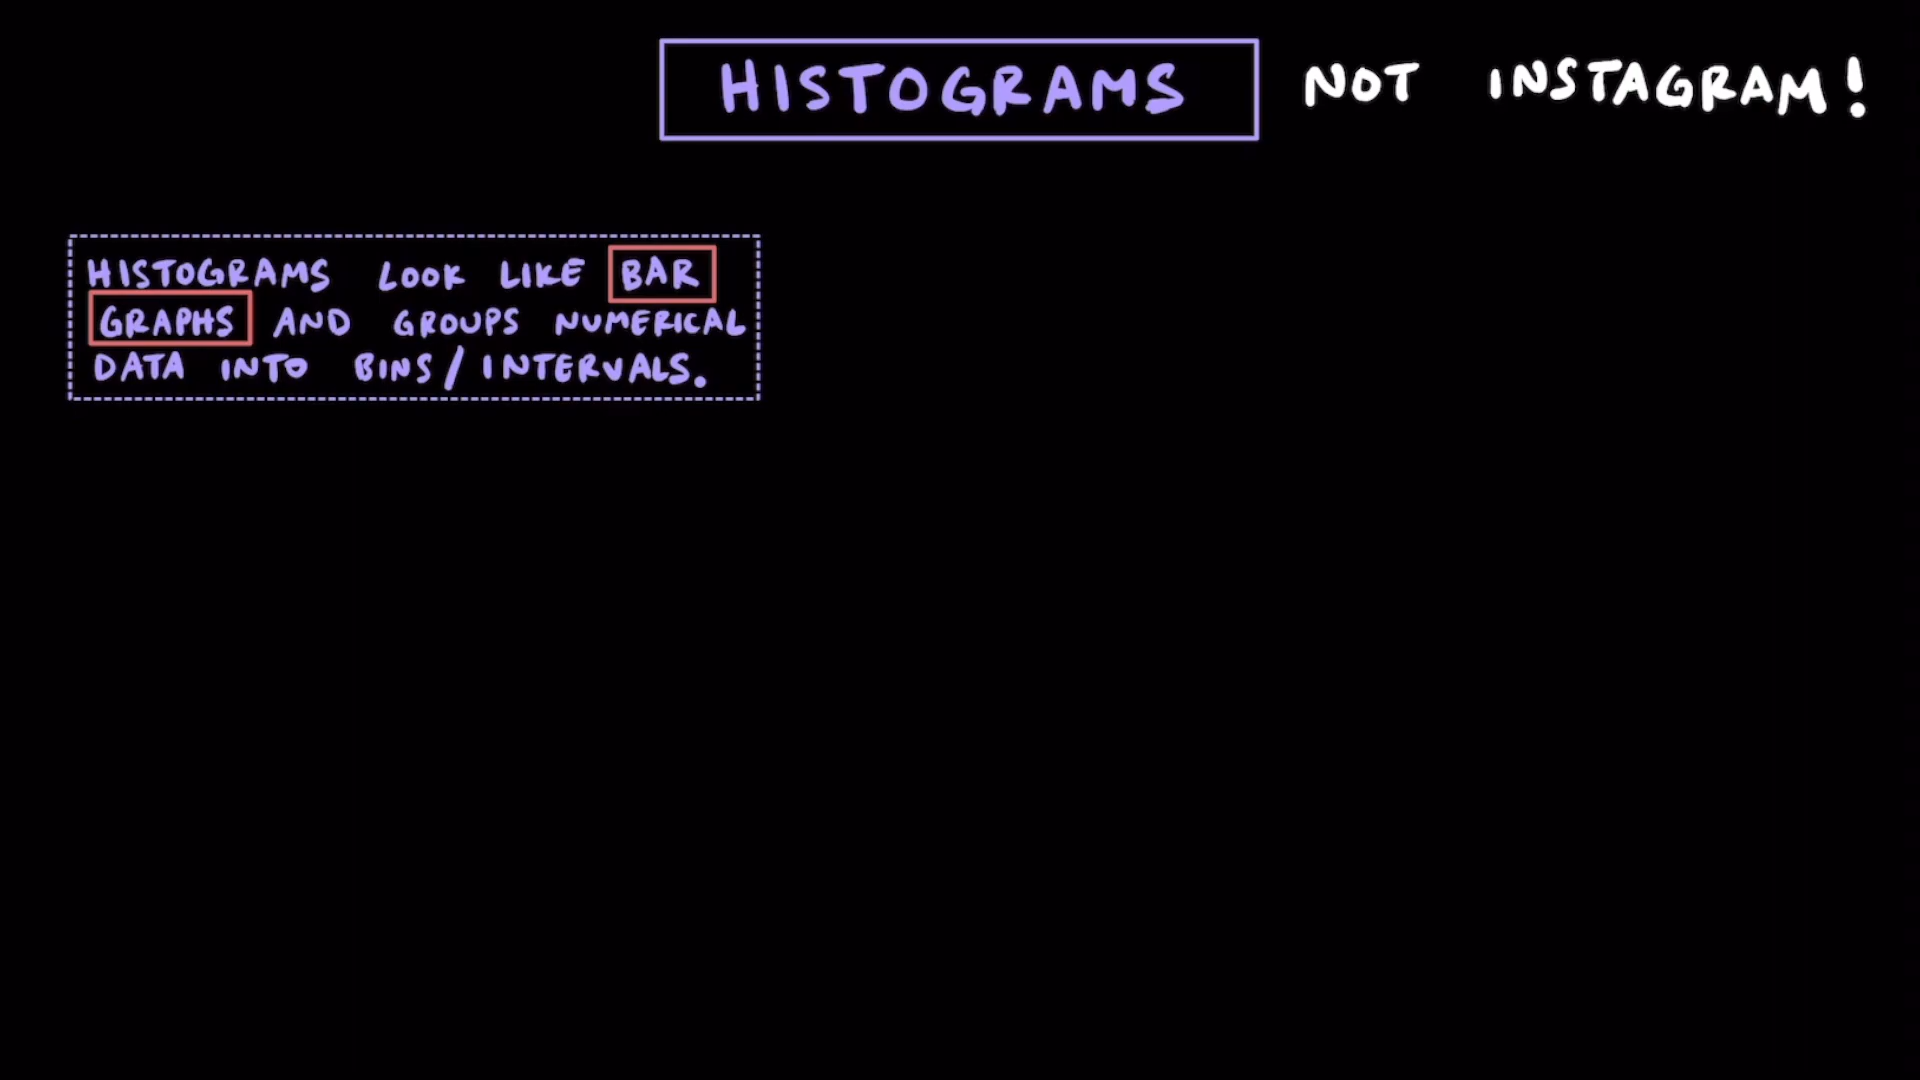 HISTOGRAMS NOT INSTAGRAM!
HISTOGRAMS LOOK LIKE BAR
GRAPHS AND GROUPS NUMERICAL
DATA INTO BINS/INTERVALS.